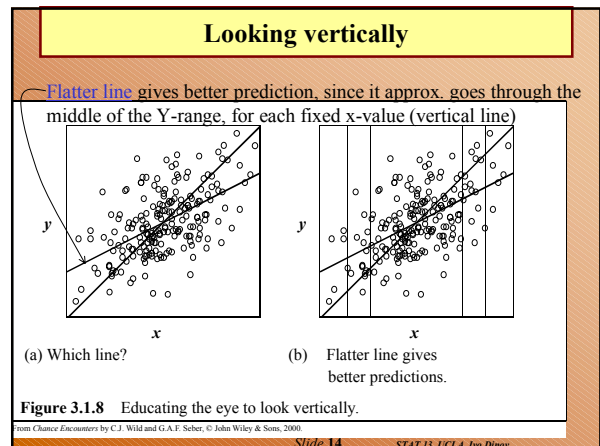 Looking vertically
Flatter line gives better prediction, since it approx. goes through the
middle of the Y-range, for each fixed x-value (vertical line)
y
y
x
x
(a) Which line?
(b) Flatter line gives
better predictions.
Figure 3.1.8 Educating the eye to look vertically.
From Chance Encounters by C.J. Wild and G.A.F. Seber, © John Wiley & Sons, 2000.
Slide 14
STAT 13, UCLA, Ivo Dinov